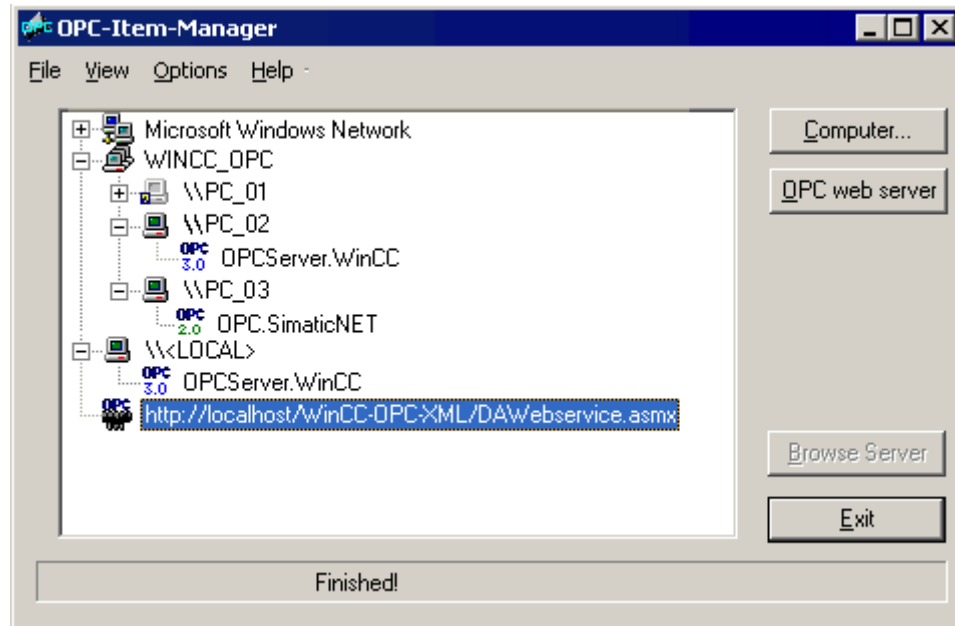 OPC OPC-Item-Manager
File View Options Help
Microsoft Windows Network
Computer...
WINCC_OPC
\\PC_01
OPC web server
\\PC_02
OPC 3.0 OPCServer.WinCC
\\PC_03
OPC 2.0 OPC.SimaticNET
\\<LOCAL>
OPC 3.0 OPCServer.WinCC
OPC http://localhost/WinCC-OPC-XML/DAWebservice.asmx
Browse Server
Exit
Finished!